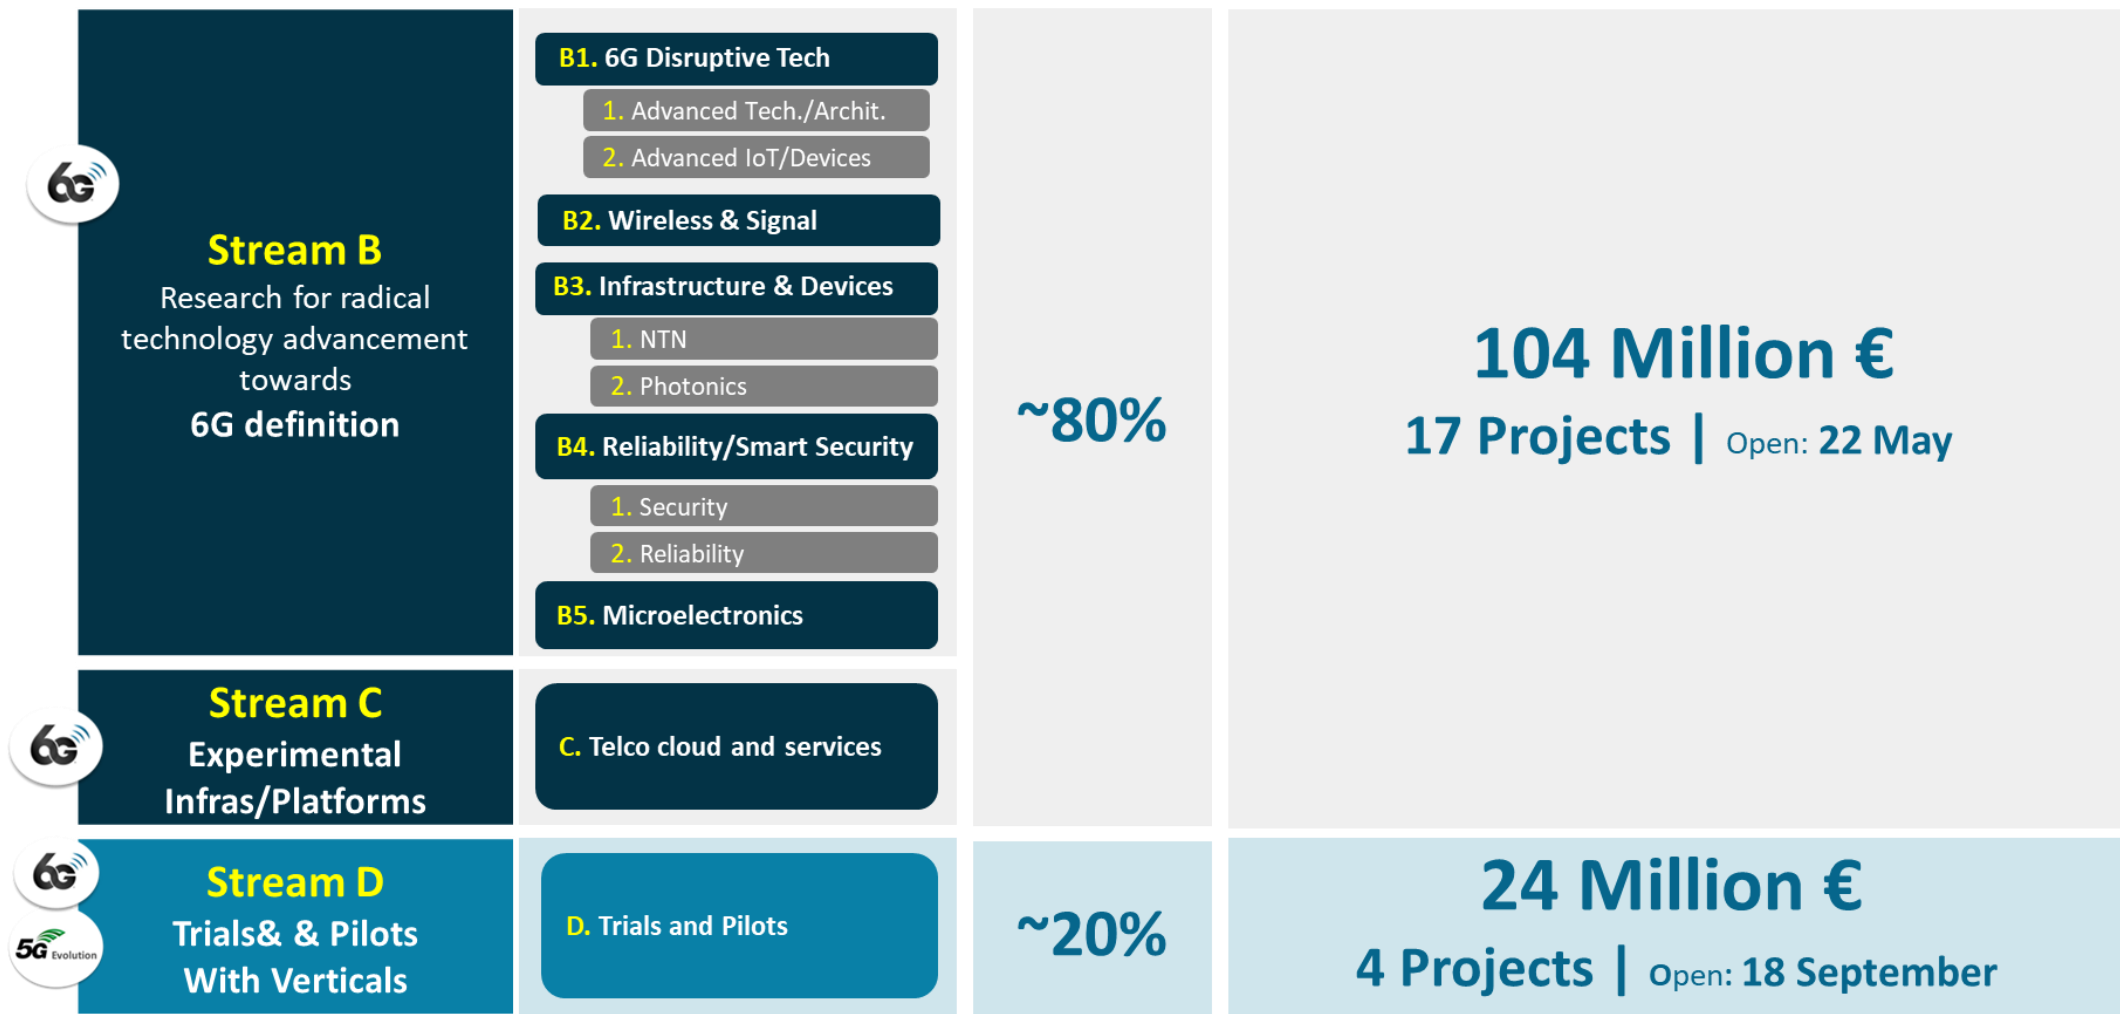 6G
Stream B
Research for radical
technology advancement
towards
6G definition
B1. 6G Disruptive Tech
1. Advanced Tech./Archit.
2. Advanced IoT/Devices
B2. Wireless & Signal
B3. Infrastructure & Devices
1. NTN
2. Photonics
B4. Reliability/Smart Security
1. Security
2. Reliability
B5. Microelectronics
~80%
104 Million €
17 Projects | Open: 22 May
6G
Stream C
Experimental
Infras/Platforms
C. Telco cloud and services
6G
5G Evolution
Stream D
Trials& & Pilots
With Verticals
D. Trials and Pilots
~20%
24 Million €
4 Projects | Open: 18 September